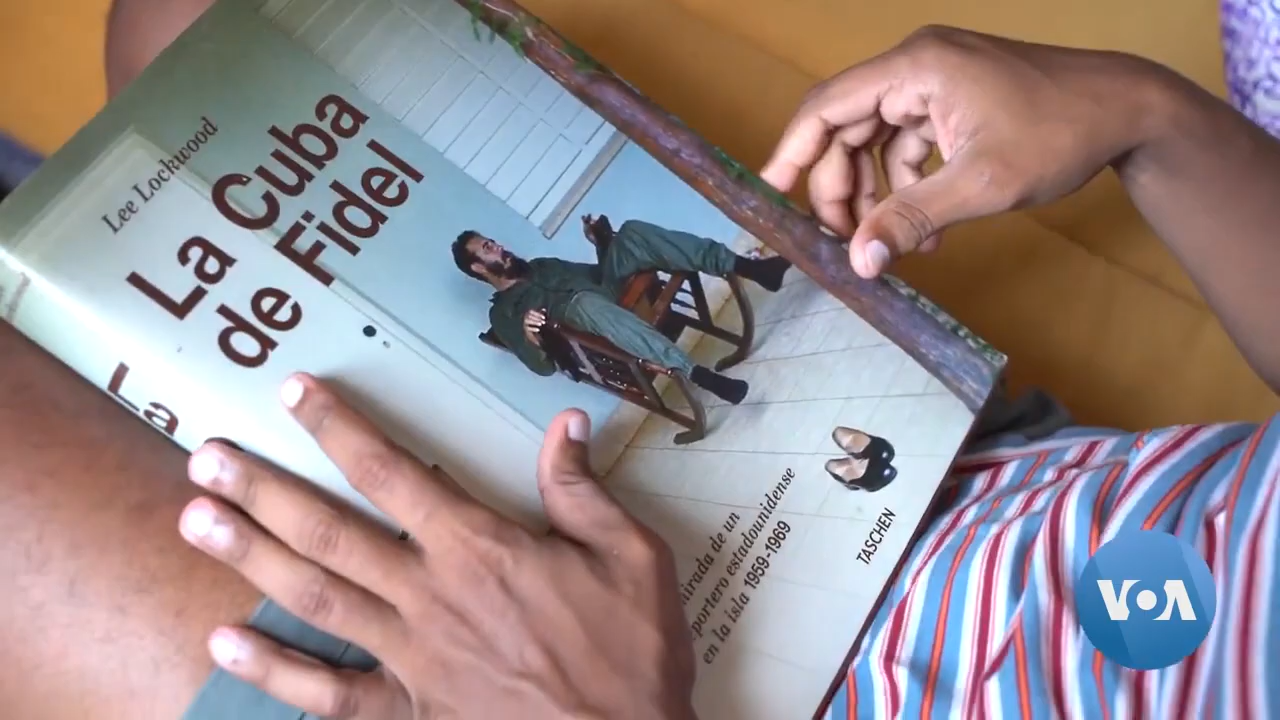 Lee Lockwood
La Cuba
de Fidel
La
mirada de un
reportero estadounidense
en la isla 1959-1969
TASCHEN
VOA